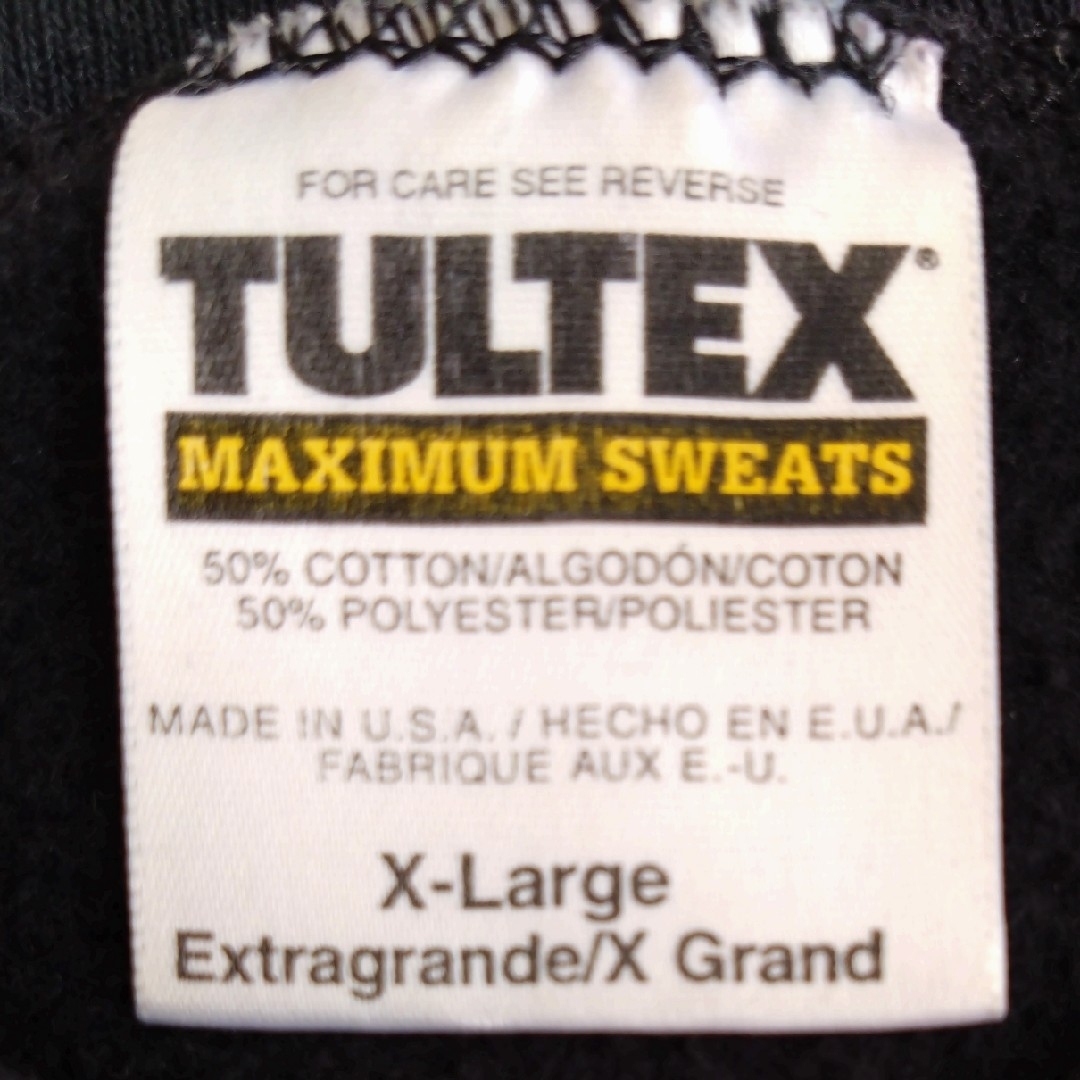 FOR CARE SEE REVERSE
TULTEX®
MAXIMUM SWEATS
50% COTTON/ALGODÓN/COTON
50% POLYESTER/POLIESTER
MADE IN U.S.A. / HECHO EN E.U.A./
FABRIQUE AUX E.-U.
X-Large
Extragrande/X Grand